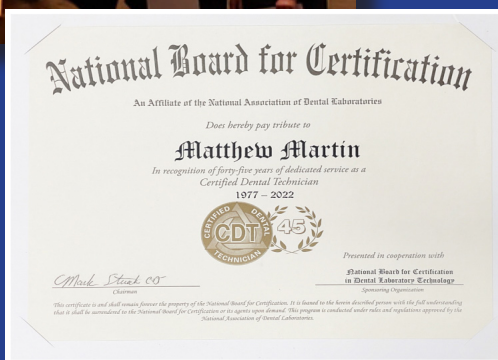 National Board for Certification
An Affiliate of the National Association of Dental Laboratories
Does hereby pay tribute to
Matthew Martin
In recognition of forty-five years of dedicated service as a
Certified Dental Technician
1977 – 2022
CERTIFIED DENTAL
CDT 45
TECHNICIAN
Presented in cooperation with
National Board for Certification
in Dental Laboratory Technology
Sponsoring Organization
Mark
Chairman
This certificate is and shall remain forever the property of the National Board for Certification. It is loaned to the herein described person with the full understanding
that it shall be surrendered to the National Board for Certification or its agents upon demand. This program is conducted under rules and regulations approved by the
National Association of Dental Laboratories.